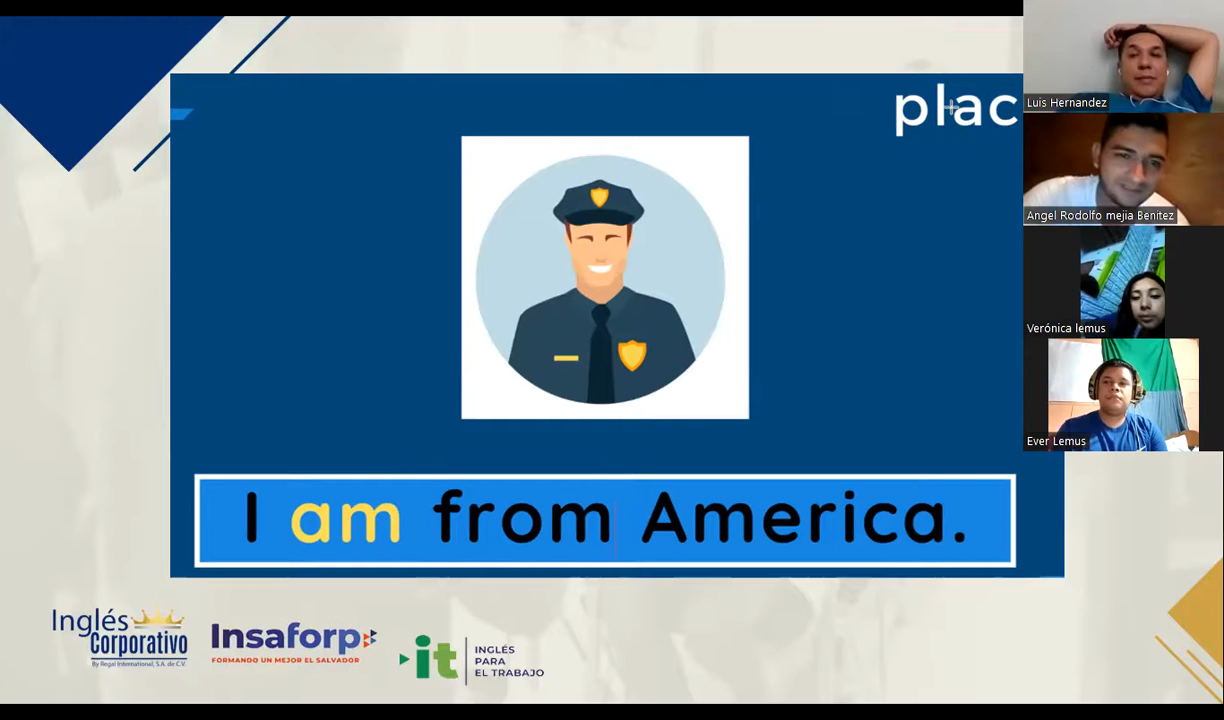 plac
I am from America.
Luis Hernandez
Angel Rodolfo mejia Benitez
Verónica lemus
Ever Lemus
Inglés
Corporativo
By Regal International, S.A. de C.V.
Insaforp
FORMANDO UN MEJOR EL SALVADOR
it
INGLÉS
PARA
EL TRABAJO